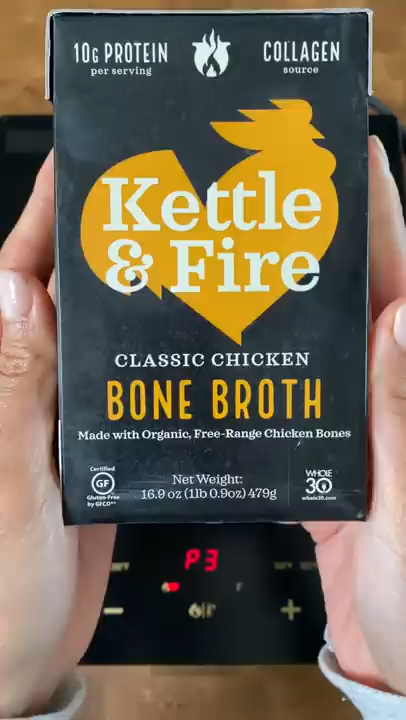 10G PROTEIN
per serving
COLLAGEN
source
Kettle
& Fire
CLASSIC CHICKEN
BONE BROTH
Made with Organic, Free-Range Chicken Bones
Certified
GF
Gluten-Free
by GFCO
Net Weight:
16.9 oz (1lb 0.9oz) 479g
WHOLE
30
whole30.com
P3
F
− +